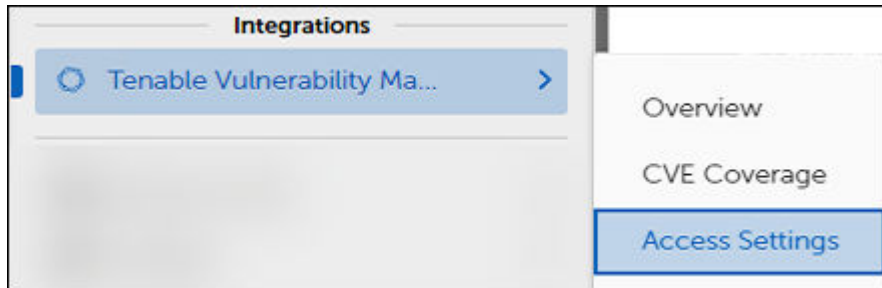 Integrations
Tenable Vulnerability Ma...
Overview
CVE Coverage
Access Settings